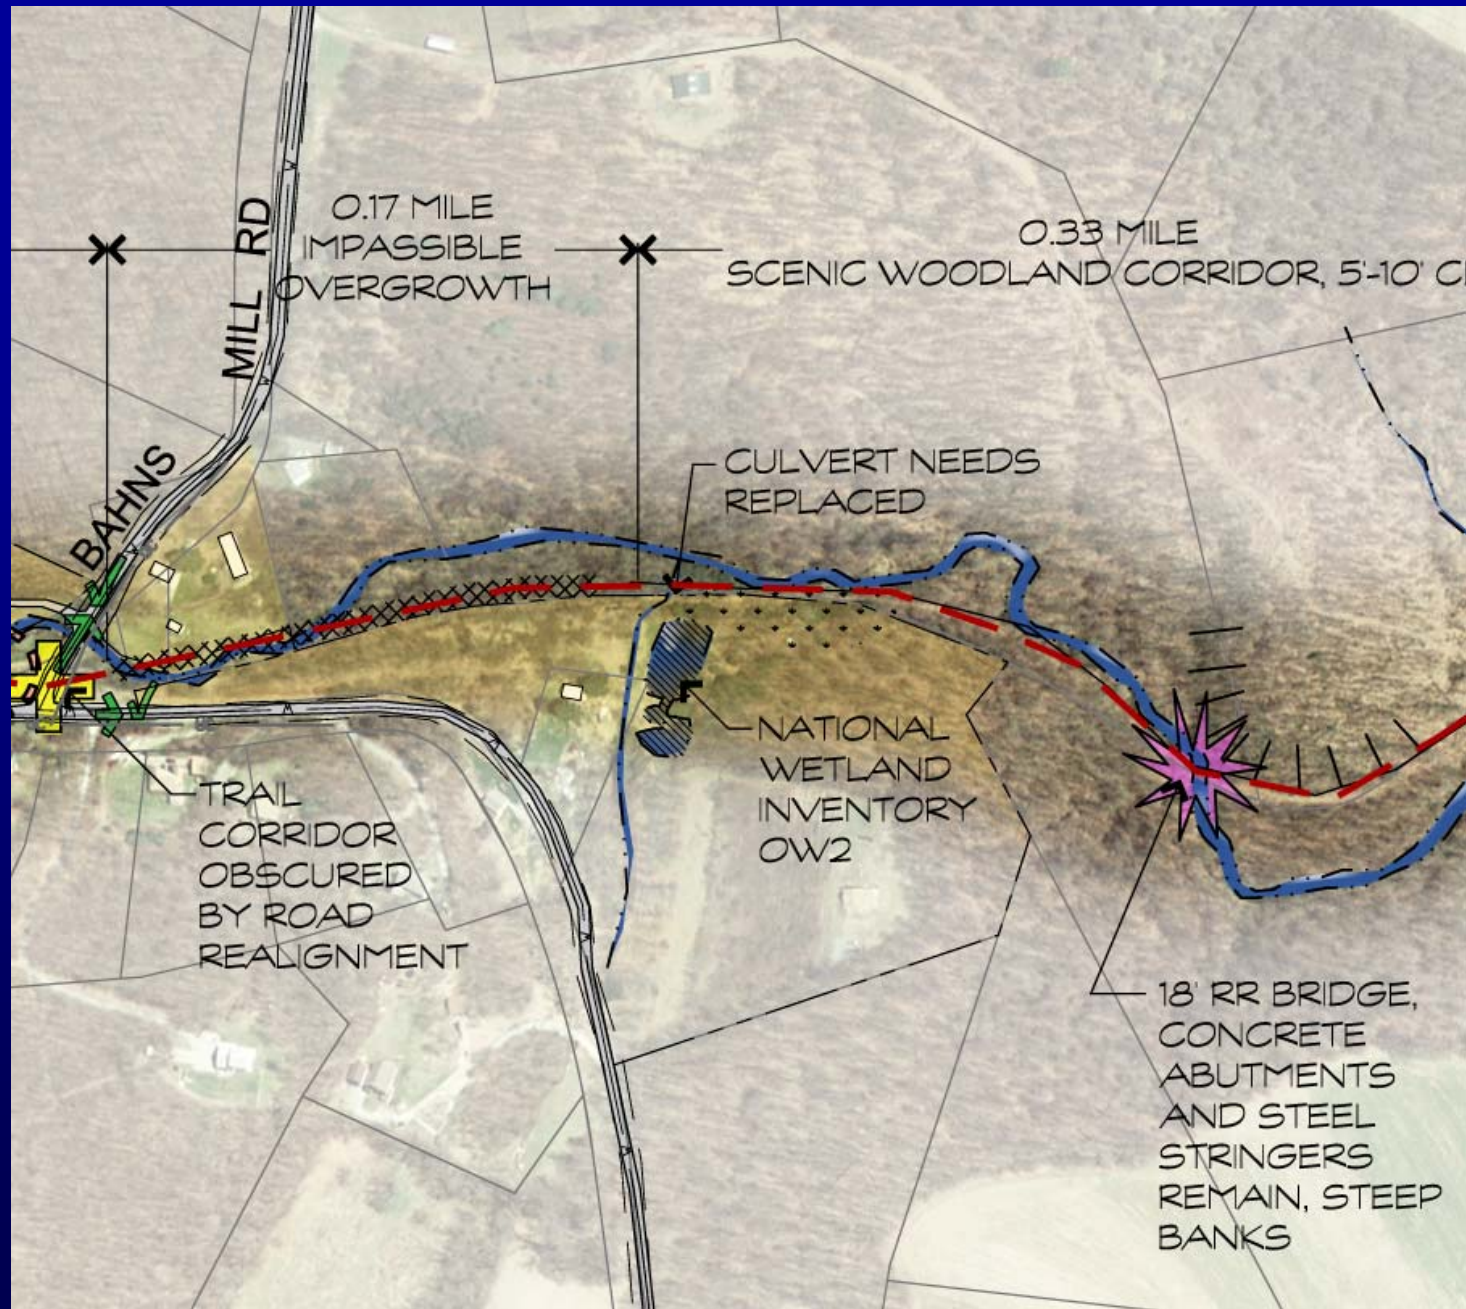 0.17 MILE
IMPASSIBLE
OVERGROWTH
0.33 MILE
SCENIC WOODLAND CORRIDOR, 5'-10'
BAHNS
MILL RD
CULVERT NEEDS
REPLACED
NATIONAL
WETLAND
INVENTORY
OW2
TRAIL
CORRIDOR
OBSCURED
BY ROAD
REALIGNMENT
18' RR BRIDGE,
CONCRETE
ABUTMENTS
AND STEEL
STRINGERS
REMAIN, STEEP
BANKS